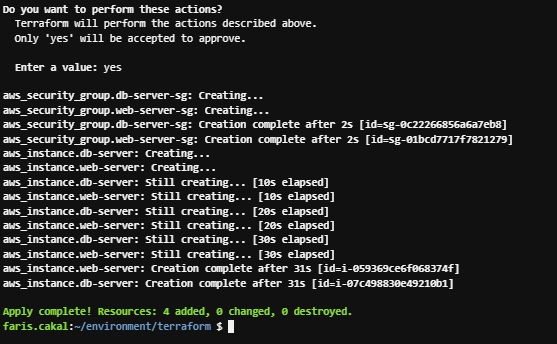 Do you want to perform these actions?
Terraform will perform the actions described above.
Only 'yes' will be accepted to approve.
Enter a value: yes
aws_security_group.db-server-sg: Creating...
aws_security_group.web-server-sg: Creating...
aws_security_group.db-server-sg: Creation complete after 2s [id=sg-0c22266856a6a7eb8]
aws_security_group.web-server-sg: Creation complete after 2s [id=sg-01bcd7717f7821279]
aws_instance.db-server: Creating...
aws_instance.web-server: Creating...
aws_instance.db-server: Still creating... [10s elapsed]
aws_instance.web-server: Still creating... [10s elapsed]
aws_instance.db-server: Still creating... [20s elapsed]
aws_instance.web-server: Still creating... [20s elapsed]
aws_instance.db-server: Still creating... [30s elapsed]
aws_instance.web-server: Still creating... [30s elapsed]
aws_instance.web-server: Creation complete after 31s [id=i-059369ce6f068374f]
aws_instance.db-server: Creation complete after 31s [id=i-07c498830e49210b1]
Apply complete! Resources: 4 added, 0 changed, 0 destroyed.
faris.cakal:~/environment/terraform $